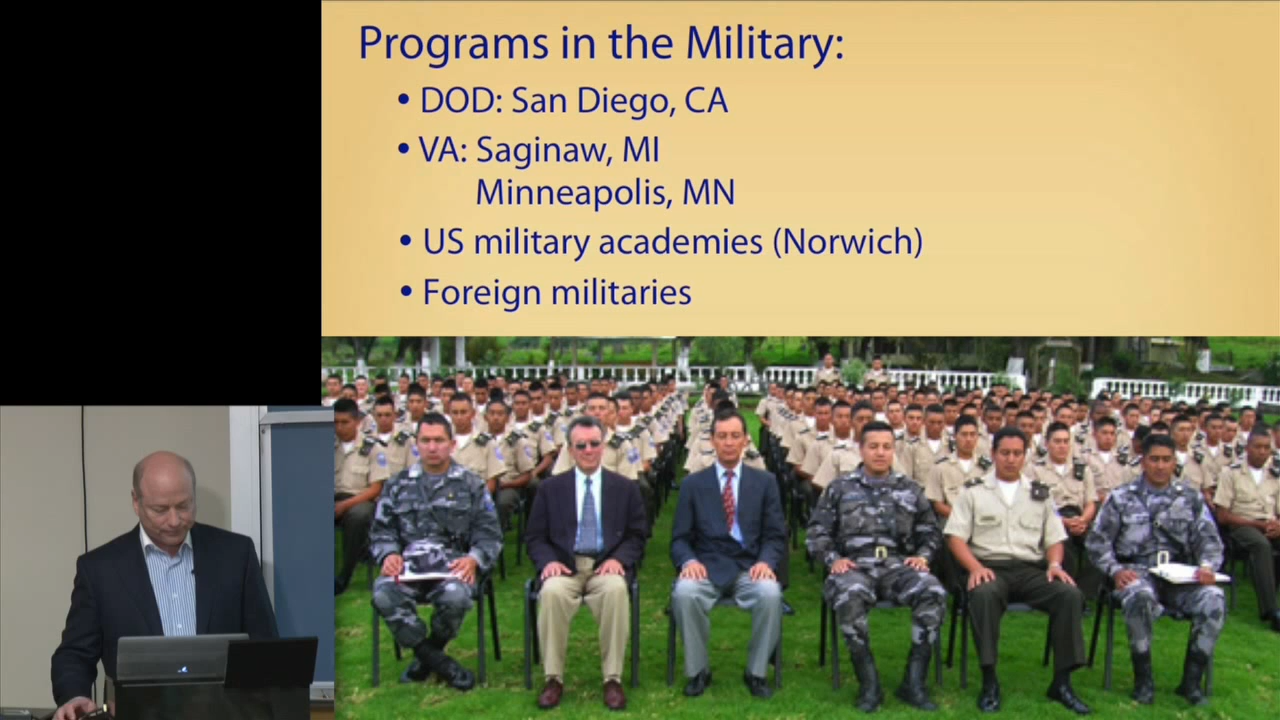 Programs in the Military:
• DOD: San Diego, CA
• VA: Saginaw, MI
Minneapolis, MN
• US military academies (Norwich)
• Foreign militaries